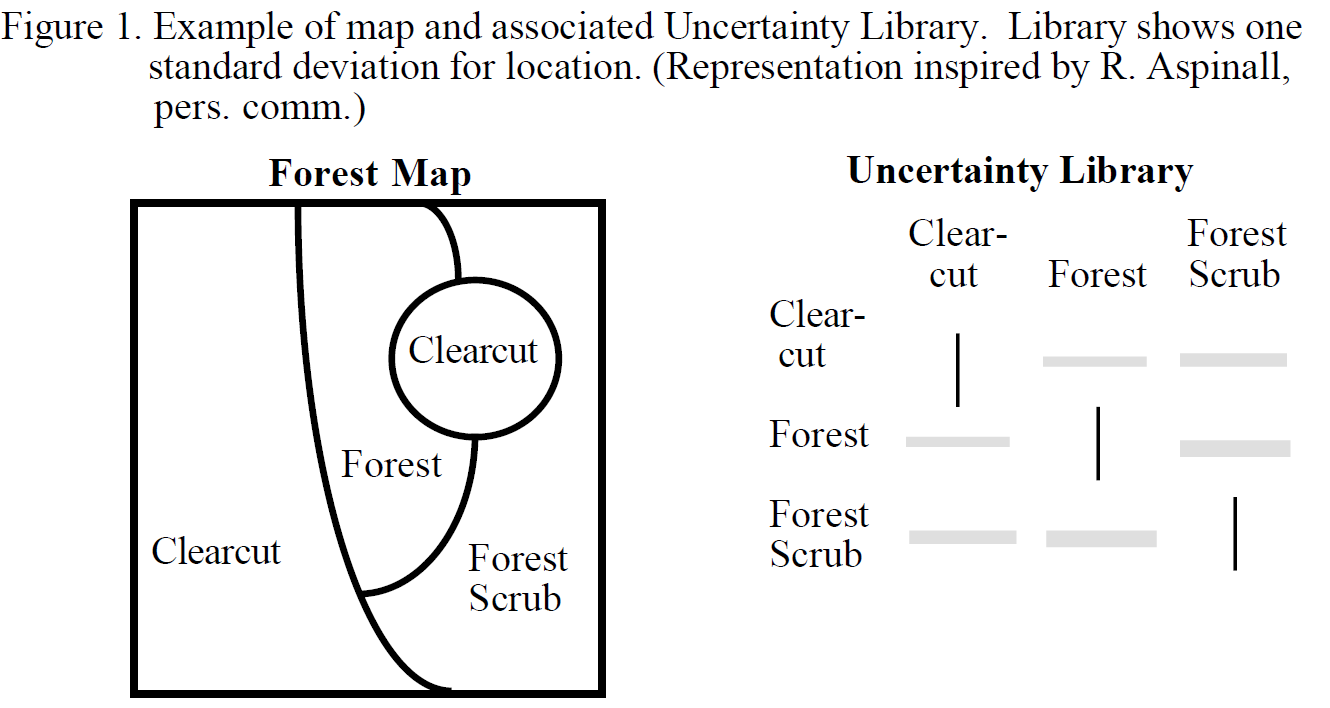 Figure 1. Example of map and associated Uncertainty Library.  Library shows one
standard deviation for location. (Representation inspired by R. Aspinall,
pers. comm.)
Forest Map
Clearcut
Forest
Clearcut
Forest
Scrub
Uncertainty Library
Clear-
cut
Forest
Forest
Scrub
Clear-
cut
Forest
Forest
Scrub